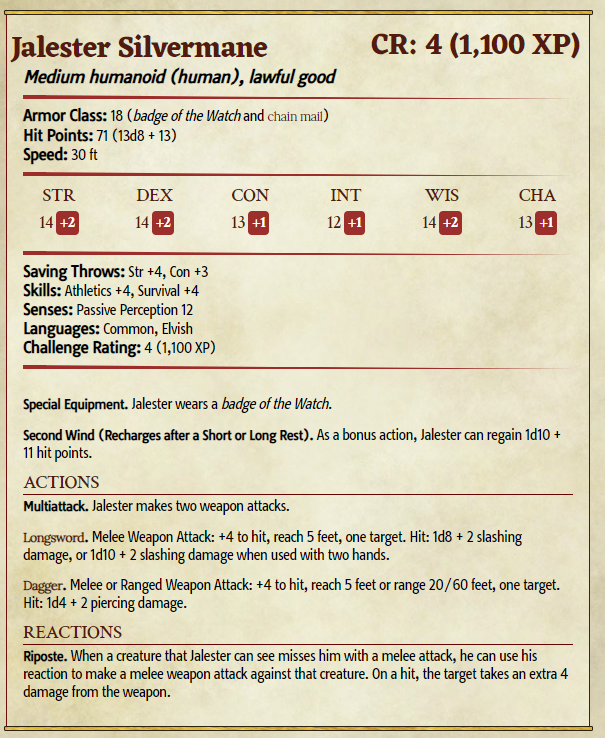 Jalester Silvermane CR: 4 (1,100 XP)
Medium humanoid (human), lawful good
Armor Class: 18 (badge of the Watch and chain mail)
Hit Points: 71 (13d8 + 13)
Speed: 30 ft
STR DEX CON INT WIS CHA
14 +2 14 +2 13 +1 12 +1 14 +2 13 +1
Saving Throws: Str +4, Con +3
Skills: Athletics +4, Survival +4
Senses: Passive Perception 12
Languages: Common, Elvish
Challenge Rating: 4 (1,100 XP)
Special Equipment. Jalester wears a badge of the Watch.
Second Wind (Recharges after a Short or Long Rest). As a bonus action, Jalester can regain 1d10 +
11 hit points.
ACTIONS
Multiattack. Jalester makes two weapon attacks.
Longsword. Melee Weapon Attack: +4 to hit, reach 5 feet, one target. Hit: 1d8 + 2 slashing
damage, or 1d10 + 2 slashing damage when used with two hands.
Dagger. Melee or Ranged Weapon Attack: +4 to hit, reach 5 feet or range 20/60 feet, one target.
Hit: 1d4 + 2 piercing damage.
REACTIONS
Riposte. When a creature that Jalester can see misses him with a melee attack, he can use his
reaction to make a melee weapon attack against that creature. On a hit, the target takes an extra 4
damage from the weapon.